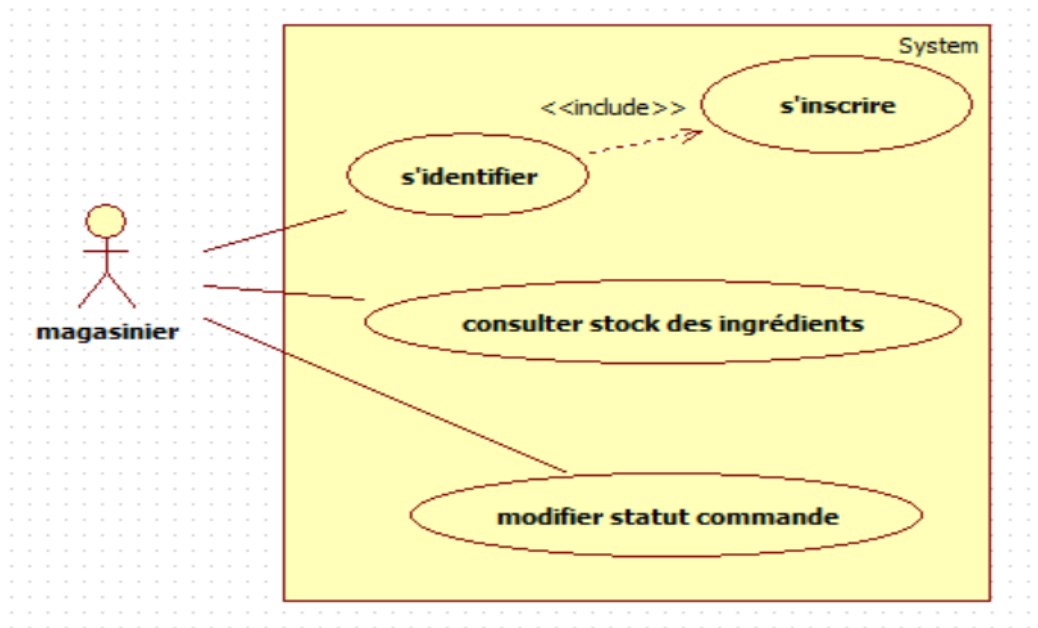 System
<<include>>
s'inscrire
s'identifier
magasinier
consulter stock des ingrédients
modifier statut commande